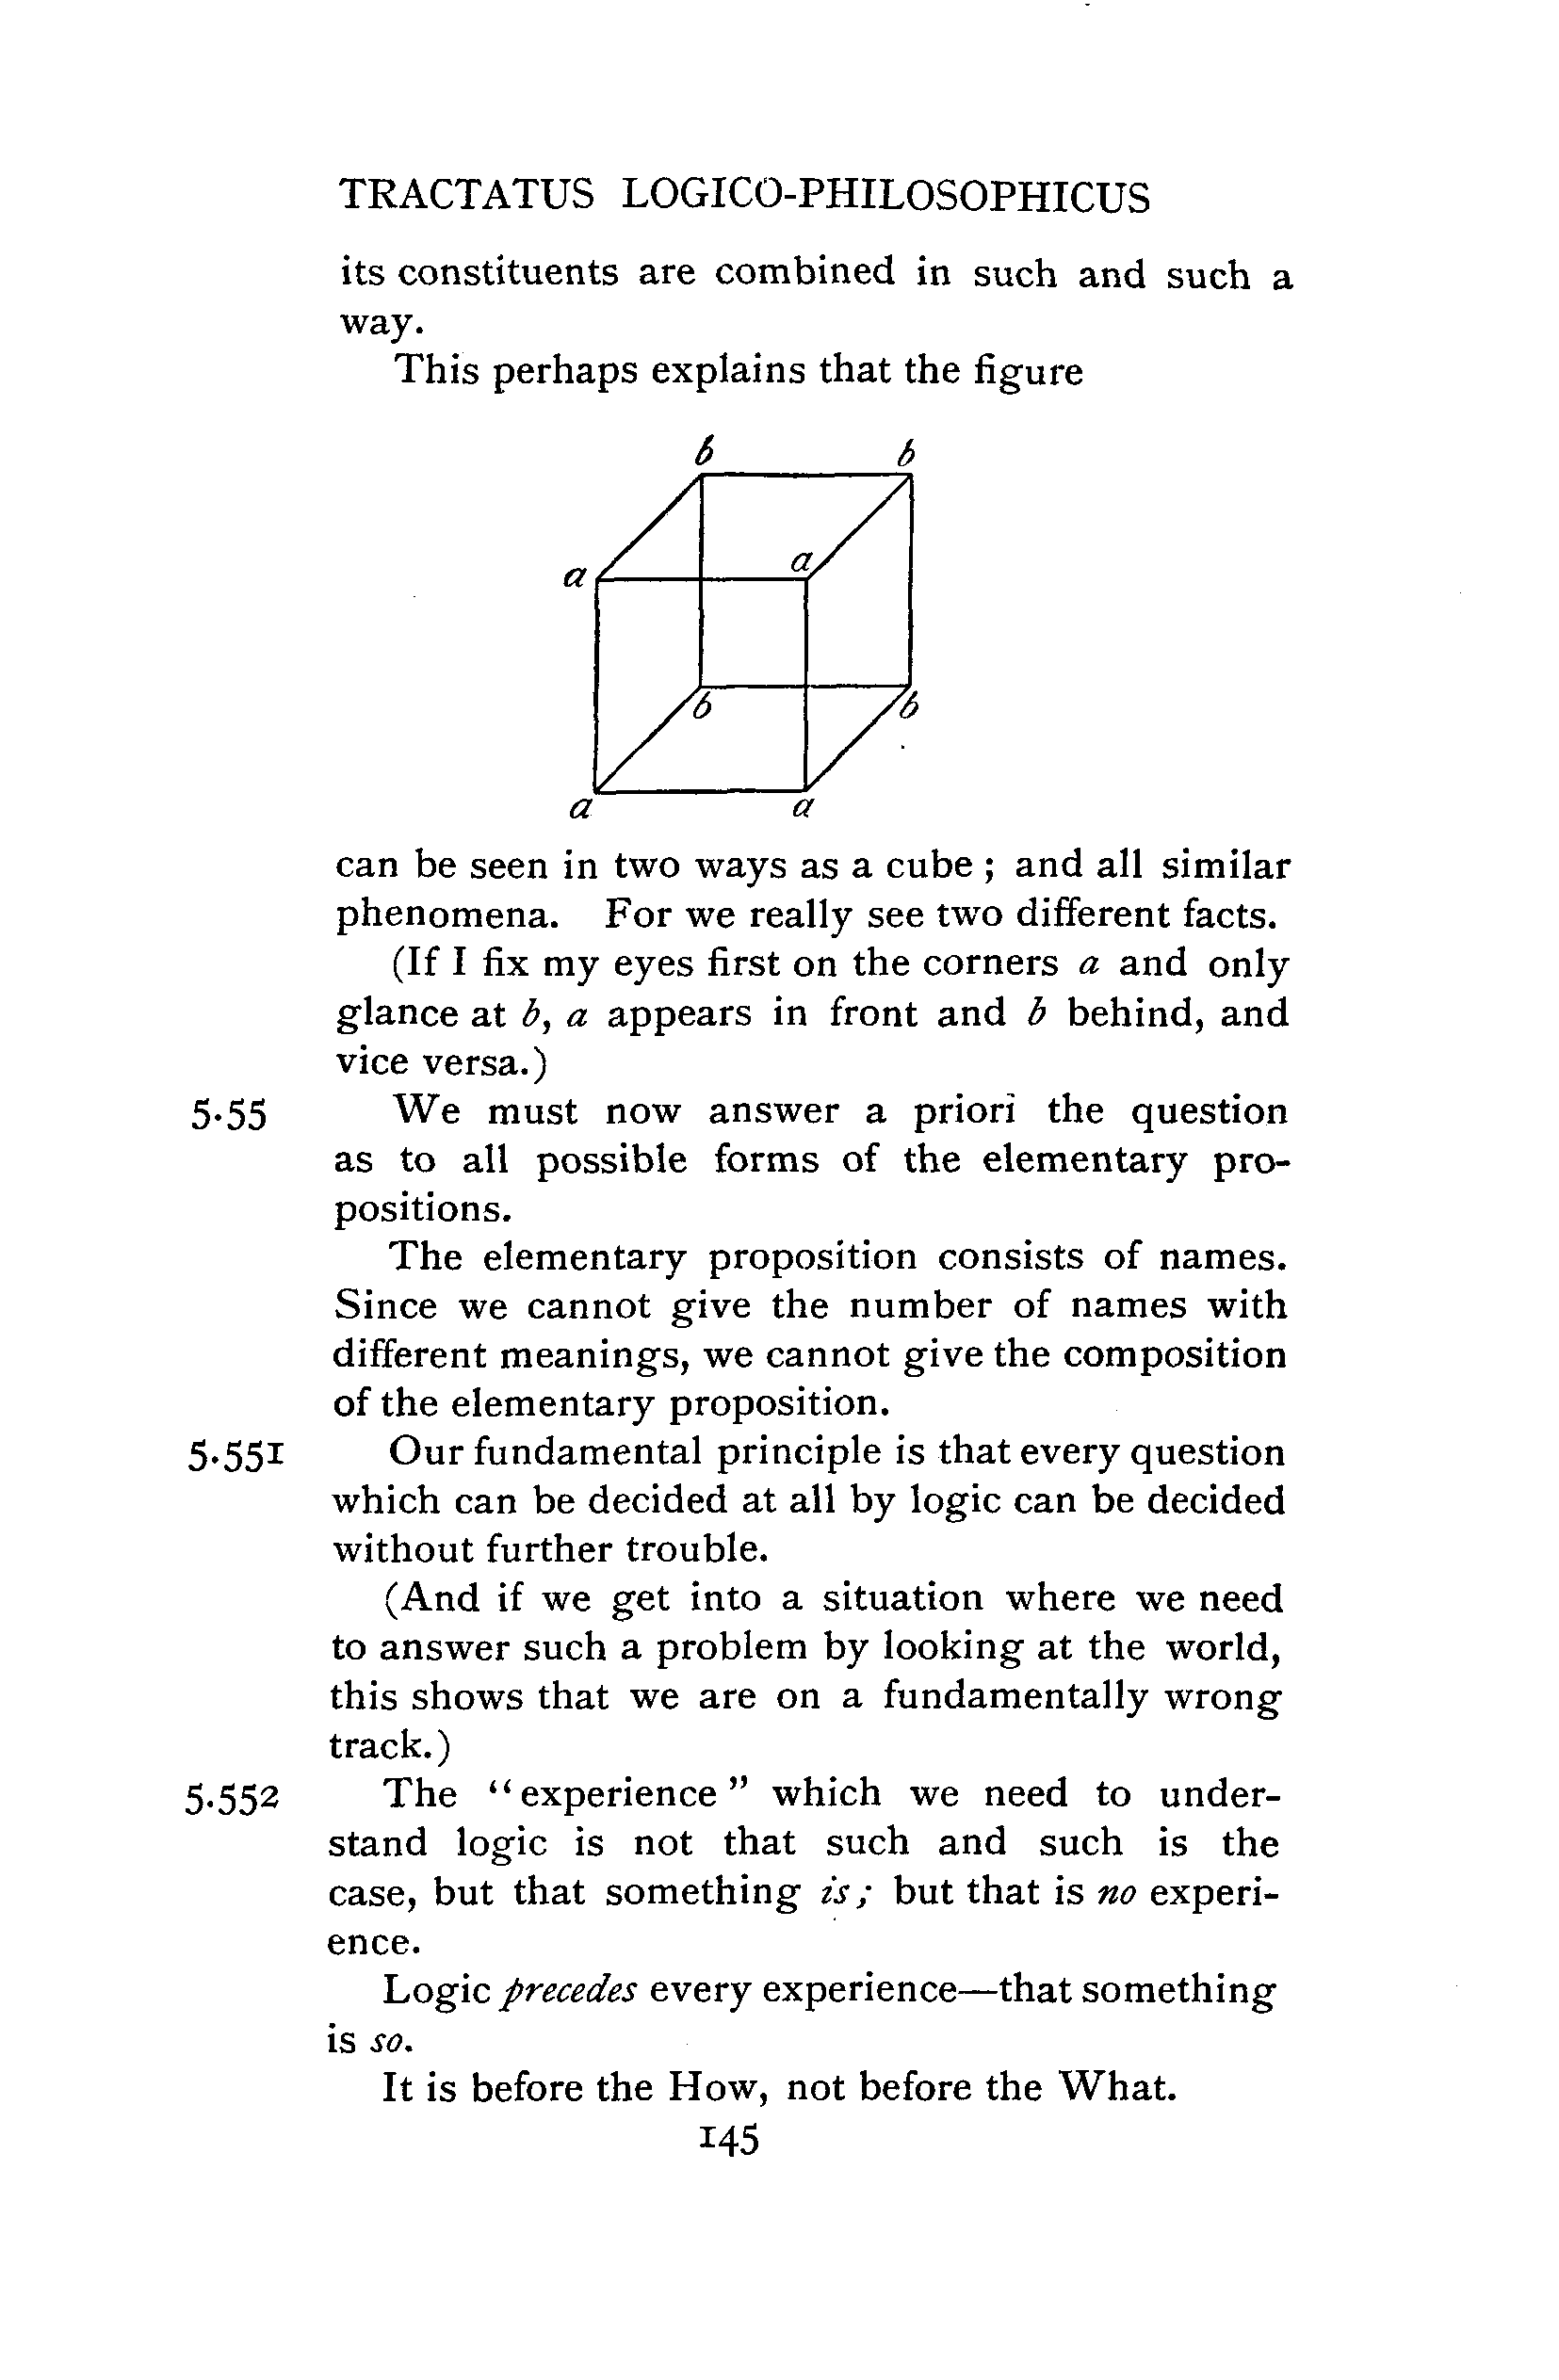 TRACTATUS LOGICO-PHILOSOPHICUS
its constituents are combined in such and such a
way.
This perhaps explains that the figure
b b
a a
b b
a a
can be seen in two ways as a cube ; and all similar
phenomena. For we really see two different facts.
(If I fix my eyes first on the corners a and only
glance at b, a appears in front and b behind, and
vice versa.)
5·55 We must now answer a priori the question
as to all possible forms of the elementary pro-
positions.
The elementary proposition consists of names.
Since we cannot give the number of names with
different meanings, we cannot give the composition
of the elementary proposition.
5·551 Our fundamental principle is that every question
which can be decided at all by logic can be decided
without further trouble.
(And if we get into a situation where we need
to answer such a problem by looking at the world,
this shows that we are on a fundamentally wrong
track.)
5·552 The “experience” which we need to under-
stand logic is not that such and such is the
case, but that something is; but that is no experi-
ence.
Logic precedes every experience—that something
is so.
It is before the How, not before the What.
145